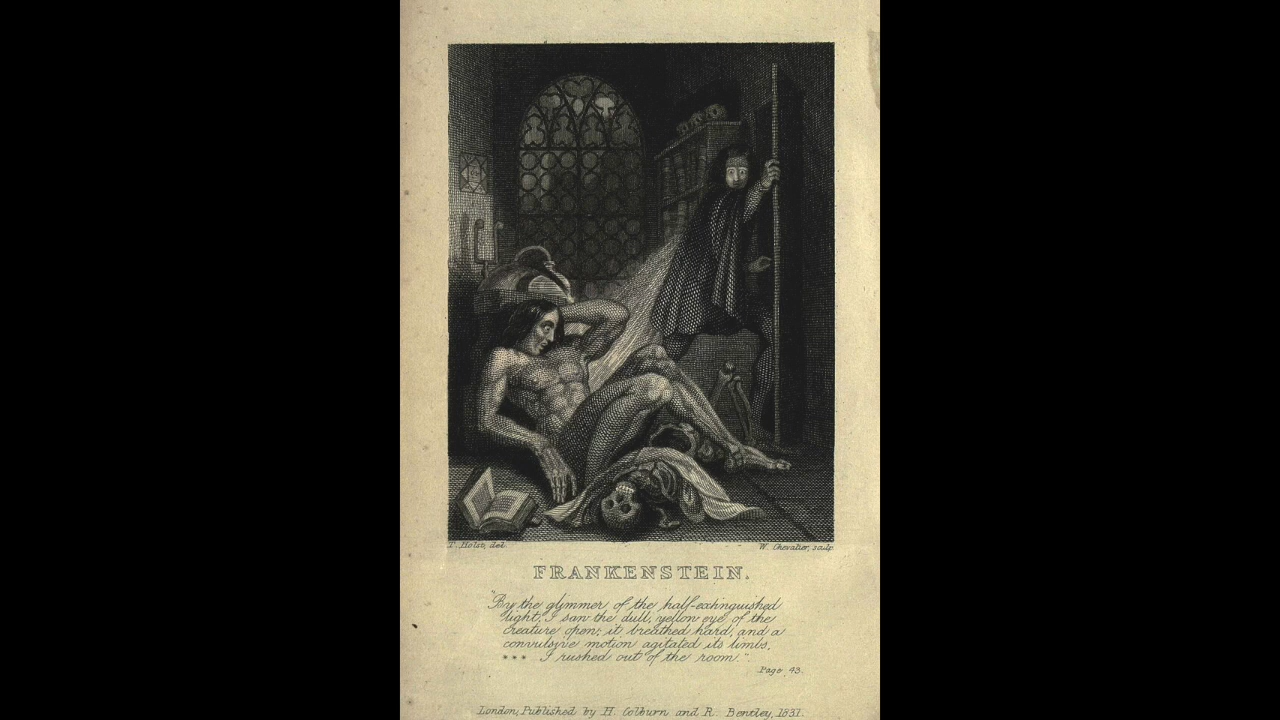 T. Holst, del.
W. Chevalier, sculp.
FRANKENSTEIN.
"By the glimmer of the half-extinguished
light, I saw the dull, yellow eye of the
creature open; it breathed hard, and a
convulsive motion agitated its limbs.
*** I rushed out of the room."
Page 43.
London, Published by H. Colburn and R. Bentley, 1831.